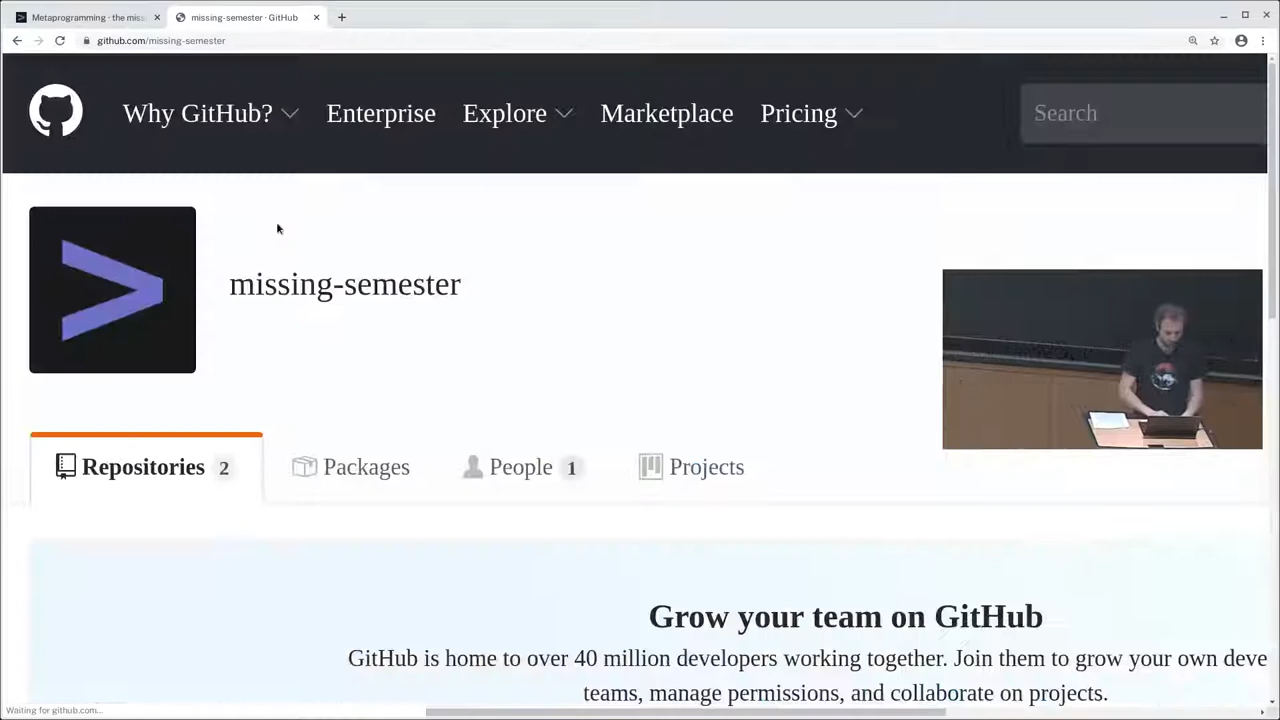 Metaprogramming · the miss
missing-semester · GitHub
github.com/missing-semester
Why GitHub?
Enterprise
Explore
Marketplace
Pricing
Search
missing-semester
Repositories 2
Packages
People 1
Projects
Grow your team on GitHub
GitHub is home to over 40 million developers working together. Join them to grow your own deve
teams, manage permissions, and collaborate on projects.
Waiting for github.com...